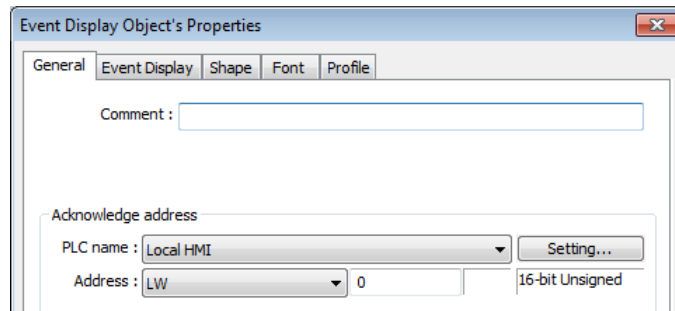 Event Display Object's Properties
General Event Display Shape Font Profile
Comment :
Acknowledge address
PLC name : Local HMI Setting...
Address : LW 0 16-bit Unsigned